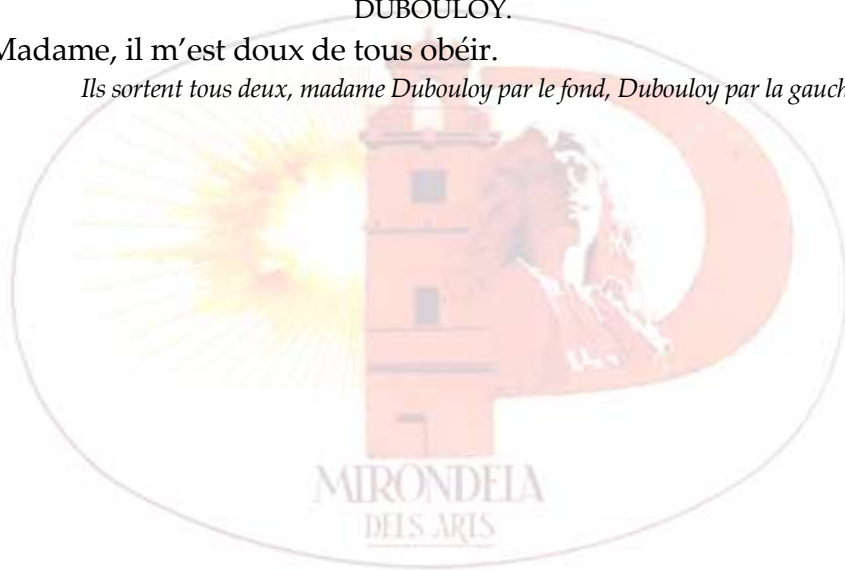 DUBOULOY.
Madame, il m’est doux de tous obéir.
Ils sortent tous deux, madame Dubouloy par le fond, Dubouloy par la gauch
MIRONDELA
DELS ARTS